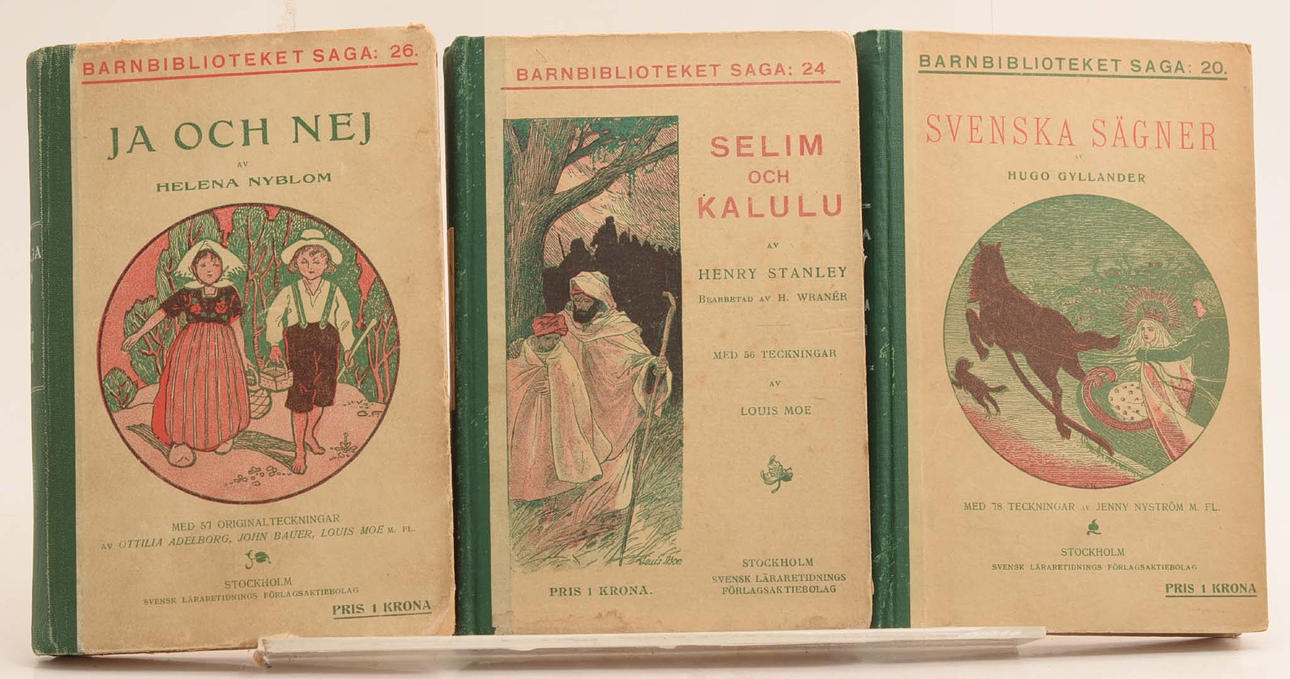 BARNBIBLIOTEKET SAGA: 26.
JA OCH NEJ
AV
HELENA NYBLOM
O.A
MED 57 ORIGINALTECKNINGAR
AV OTTILIA ADELBORG, JOHN BAUER, LOUIS MOE M. FL.
STOCKHOLM
SVENSK LÄRARETIDNINGS FÖRLAGSAKTIEBOLAG
PRIS 1 KRONA
BARNBIBLIOTEKET SAGA: 24
SELIM
OCH
KALULU
AV
HENRY STANLEY
BEARBETAD AV H. WRANÉR
MED 56 TECKNINGAR
AV
LOUIS MOE
Louis Moe
STOCKHOLM
SVENSK LÄRARETIDNINGS
FÖRLAGSAKTIEBOLAG
PRIS 1 KRONA.
BARNBIBLIOTEKET SAGA: 20.
SVENSKA SÄGNER
AV
HUGO GYLLANDER
MED 78 TECKNINGAR AV JENNY NYSTRÖM M. FL.
STOCKHOLM
SVENSK LÄRARETIDNINGS FÖRLAGSAKTIEBOLAG
PRIS 1 KRONA